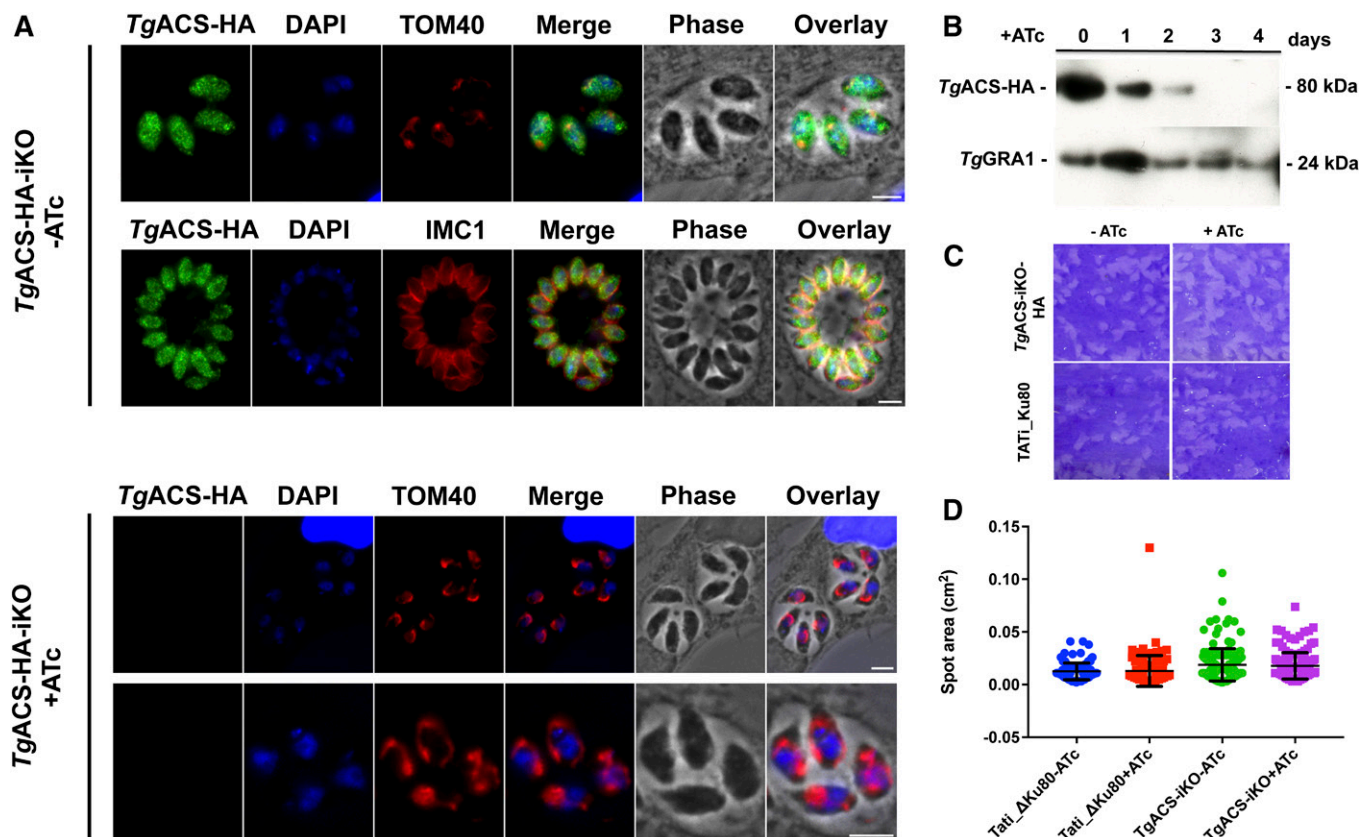 A
TgACS-HA DAPI TOM40 Merge Phase Overlay
TgACS-HA-iKO
-ATc
TgACS-HA DAPI IMC1 Merge Phase Overlay
TgACS-HA DAPI TOM40 Merge Phase Overlay
TgACS-HA-iKO
+ATc
B
+ATc 0 1 2 3 4 days
TgACS-HA - - 80 kDa
TgGRA1 - - 24 kDa
C
- ATc + ATc
TgACS-iKO-
HA
TATi_Ku80
D
Spot area (cm²)
0.15
0.10
0.05
0.00
-0.05
Tati_ΔKu80-ATc
Tati_ΔKu80+ATc
TgACS-iKO-ATc
TgACS-iKO+ATc